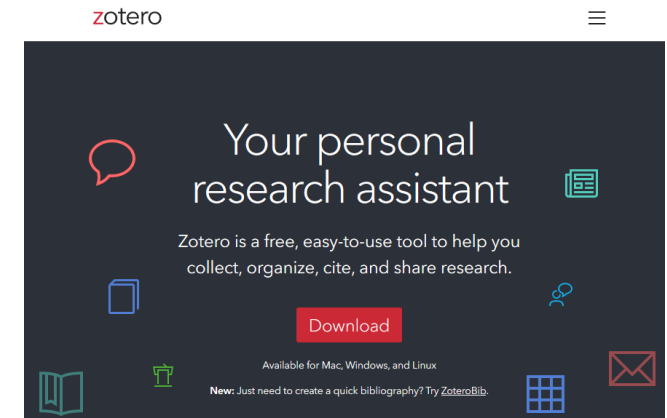 zotero
Your personal
research assistant
Zotero is a free, easy-to-use tool to help you
collect, organize, cite, and share research.
Download
Available for Mac, Windows, and Linux
New: Just need to create a quick bibliography? Try ZoteroBib.